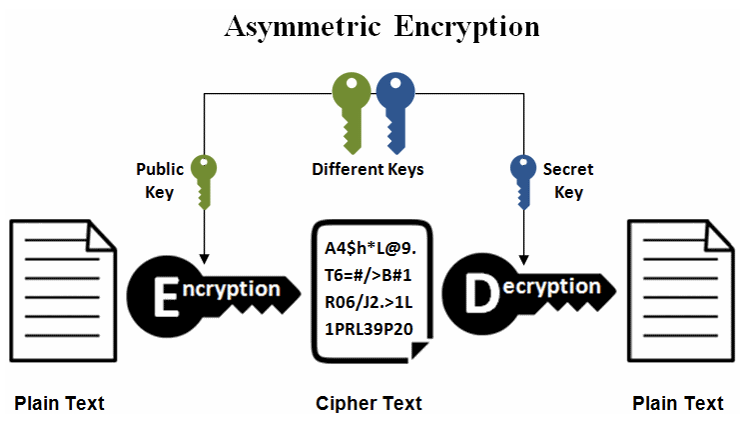 Asymmetric Encryption
Public
Key
Different Keys
Secret
Key
Encryption
A4$h*L@9.
T6=#/>B#1
R06/J2.>1L
1PRL39P20
Decryption
Plain Text
Cipher Text
Plain Text